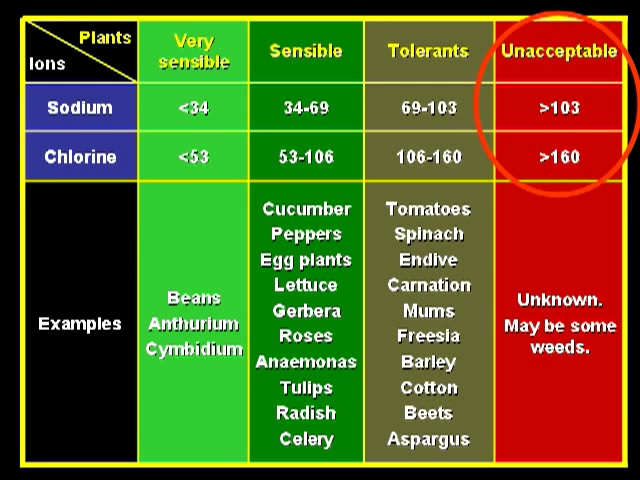 Plants
Ions
Very sensible
Sensible
Tolerants
Unacceptable
Sodium
<34
34-69
69-103
>103
Chlorine
<53
53-106
106-160
>160
Examples
Beans
Anthurium
Cymbidium
Cucumber
Peppers
Egg plants
Lettuce
Gerbera
Roses
Anaemonas
Tulips
Radish
Celery
Tomatoes
Spinach
Endive
Carnation
Mums
Freesia
Barley
Cotton
Beets
Aspargus
Unknown.
May be some
weeds.